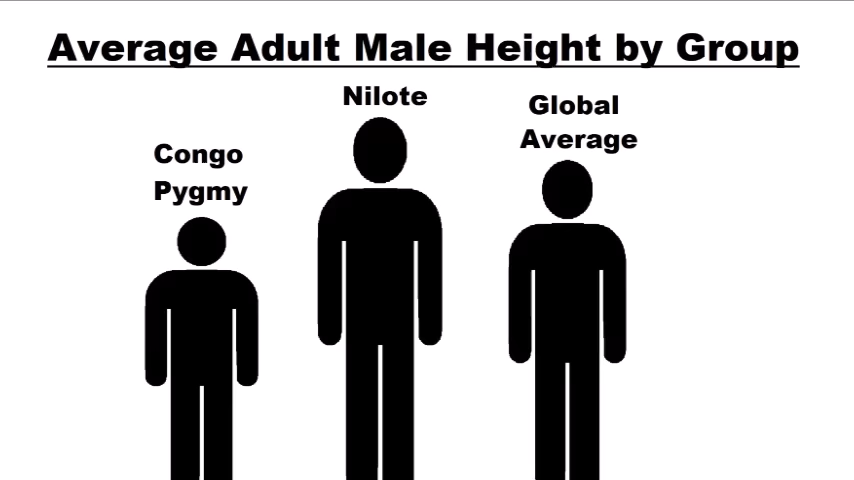 Average Adult Male Height by Group
Congo
Pygmy
Nilote
Global
Average